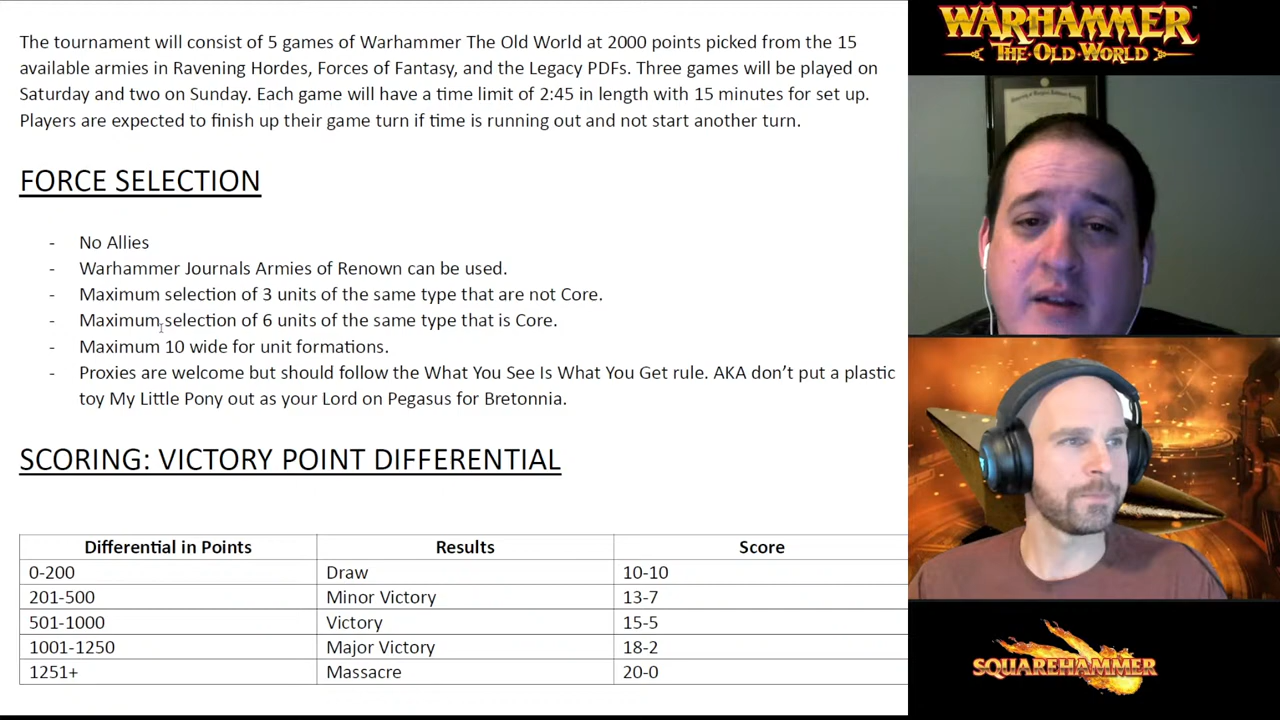 The tournament will consist of 5 games of Warhammer The Old World at 2000 points picked from the 15
available armies in Ravening Hordes, Forces of Fantasy, and the Legacy PDFs. Three games will be played on
Saturday and two on Sunday. Each game will have a time limit of 2:45 in length with 15 minutes for set up.
Players are expected to finish up their game turn if time is running out and not start another turn.
FORCE SELECTION
- No Allies
- Warhammer Journals Armies of Renown can be used.
- Maximum selection of 3 units of the same type that are not Core.
- Maximum selection of 6 units of the same type that is Core.
- Maximum 10 wide for unit formations.
- Proxies are welcome but should follow the What You See Is What You Get rule. AKA don't put a plastic
toy My Little Pony out as your Lord on Pegasus for Bretonnia.
SCORING: VICTORY POINT DIFFERENTIAL
Differential in Points Results Score
0-200 Draw 10-10
201-500 Minor Victory 13-7
501-1000 Victory 15-5
1001-1250 Major Victory 18-2
1251+ Massacre 20-0
WARHAMMER
THE OLD WORLD
SQUAREHAMMER